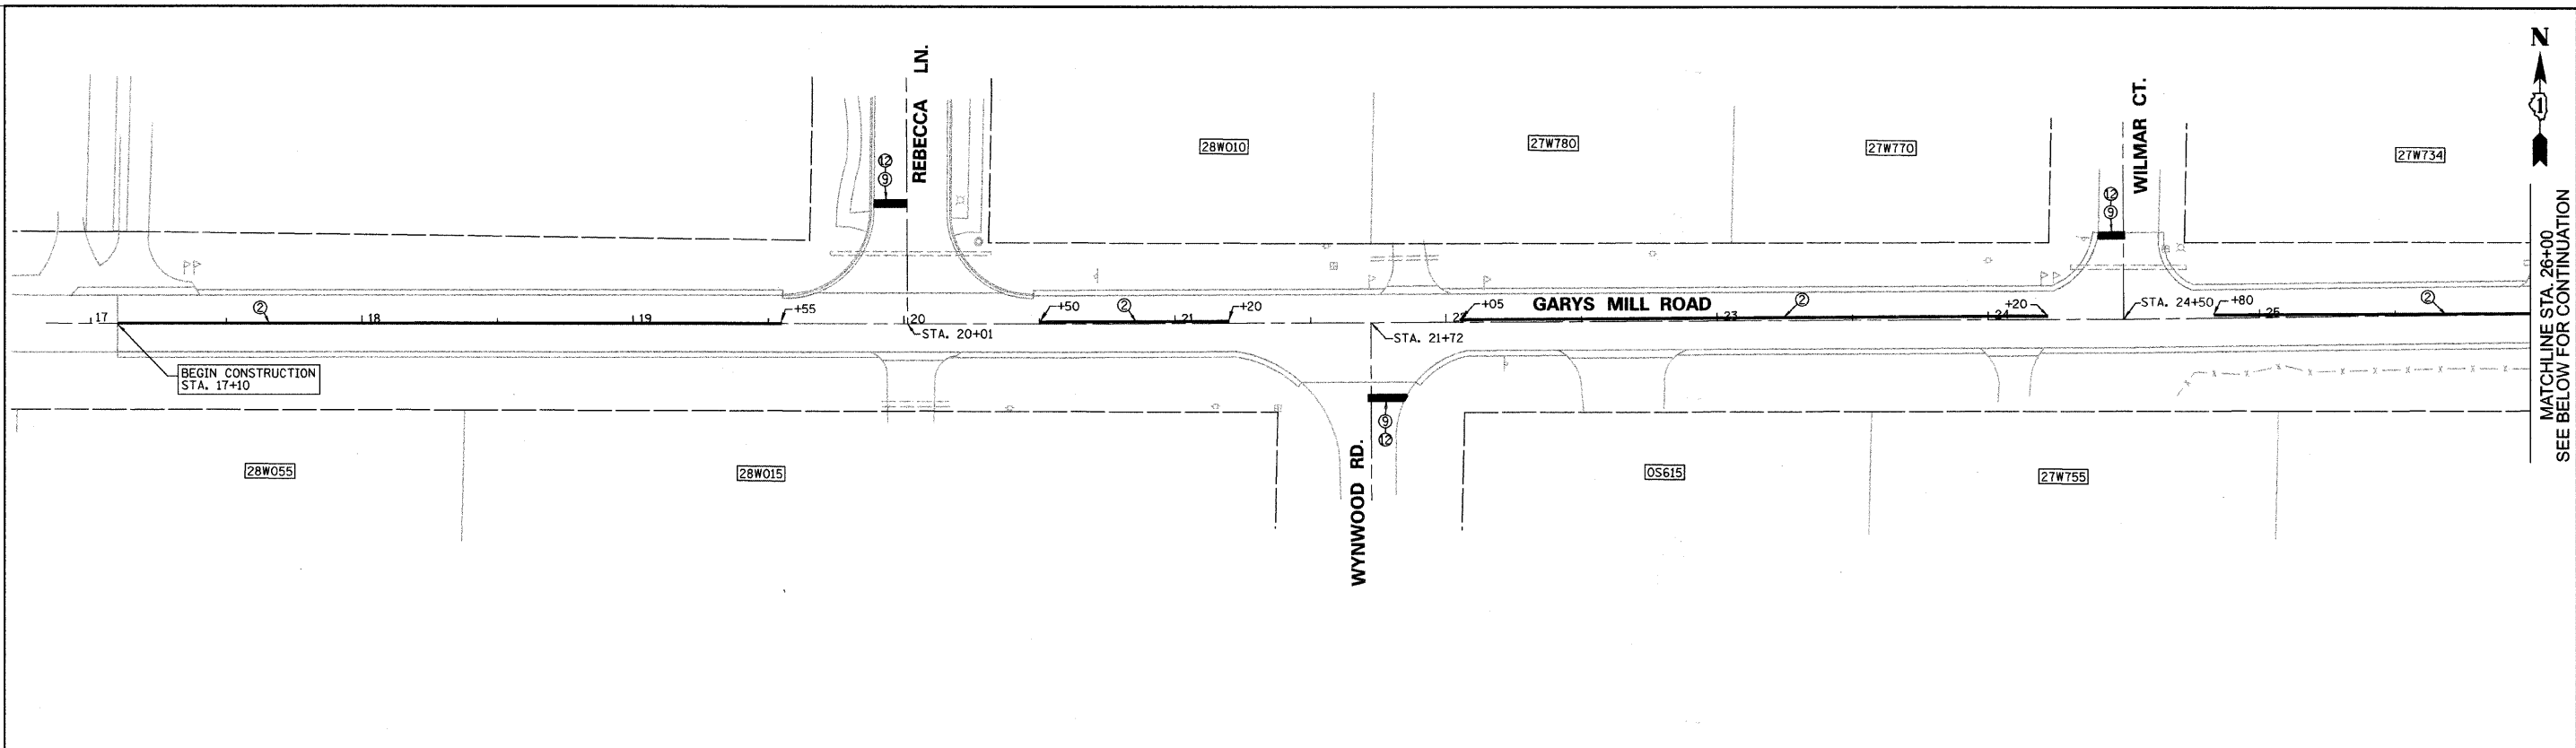 N
1
REBECCA LN.
WILMAR CT.
28W010
27W780
27W770
27W734
12
9
12
9
MATCHLINE STA. 26+00
SEE BELOW FOR CONTINUATION
GARYS MILL ROAD
2
+55
+50
2
+20
+05
2
+20
STA. 24+50
+80
2
17
18
19
20
21
22
23
24
25
STA. 20+01
STA. 21+72
BEGIN CONSTRUCTION
STA. 17+10
9
12
WYNWOOD RD.
28W055
28W015
0S615
27W755